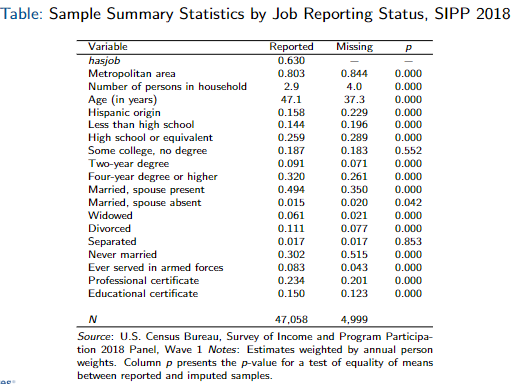 Table: Sample Summary Statistics by Job Reporting Status, SIPP 2018
Variable Reported Missing p
hasjob 0.630 — —
Metropolitan area 0.803 0.844 0.000
Number of persons in household 2.9 4.0 0.000
Age (in years) 47.1 37.3 0.000
Hispanic origin 0.158 0.229 0.000
Less than high school 0.144 0.196 0.000
High school or equivalent 0.259 0.289 0.000
Some college, no degree 0.187 0.183 0.552
Two-year degree 0.091 0.071 0.000
Four-year degree or higher 0.320 0.261 0.000
Married, spouse present 0.494 0.350 0.000
Married, spouse absent 0.015 0.020 0.042
Widowed 0.061 0.021 0.000
Divorced 0.111 0.077 0.000
Separated 0.017 0.017 0.853
Never married 0.302 0.515 0.000
Ever served in armed forces 0.083 0.043 0.000
Professional certificate 0.234 0.201 0.000
Educational certificate 0.150 0.123 0.000
N 47,058 4,999
Source: U.S. Census Bureau, Survey of Income and Program Participa-
tion 2018 Panel, Wave 1 Notes: Estimates weighted by annual person
weights. Column p presents the p-value for a test of equality of means
between reported and imputed samples.